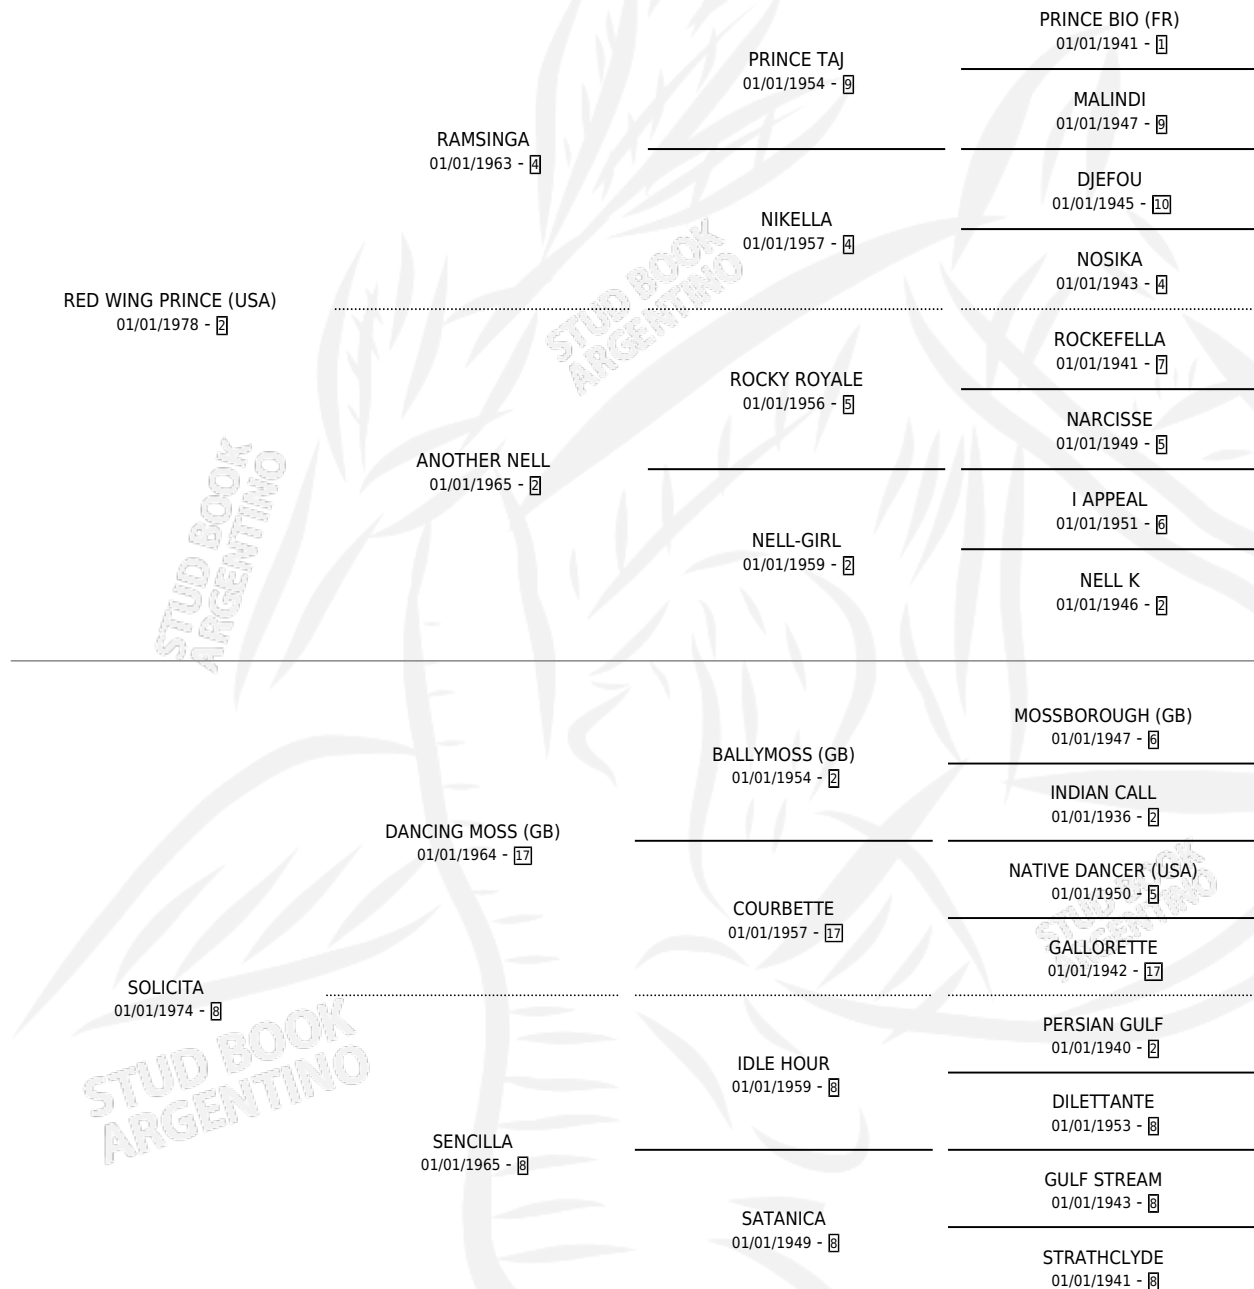 PRINCE BIO (FR)
01/01/1941 - 1
PRINCE TAJ
01/01/1954 - 9
MALINDI
01/01/1947 - 9
RAMSINGA
01/01/1963 - 4
DJEFOU
01/01/1945 - 10
NIKELLA
01/01/1957 - 4
NOSIKA
01/01/1943 - 4
RED WING PRINCE (USA)
01/01/1978 - 2
ROCKEFELLA
01/01/1941 - 7
ROCKY ROYALE
01/01/1956 - 5
NARCISSE
01/01/1949 - 5
ANOTHER NELL
01/01/1965 - 2
I APPEAL
01/01/1951 - 6
NELL-GIRL
01/01/1959 - 2
NELL K
01/01/1946 - 2
STUD BOOK
ARGENTINO
STUD BOOK
ARGENTINO
MOSSBOROUGH (GB)
01/01/1947 - 6
BALLYMOSS (GB)
01/01/1954 - 2
INDIAN CALL
01/01/1936 - 2
DANCING MOSS (GB)
01/01/1964 - 17
NATIVE DANCER (USA)
01/01/1950 - 5
COURBETTE
01/01/1957 - 17
GALLORETTE
01/01/1942 - 17
SOLICITA
01/01/1974 - 8
PERSIAN GULF
01/01/1940 - 2
IDLE HOUR
01/01/1959 - 8
DILETTANTE
01/01/1953 - 8
SENCILLA
01/01/1965 - 8
GULF STREAM
01/01/1943 - 8
SATANICA
01/01/1949 - 8
STRATHCLYDE
01/01/1941 - 8
STUD BOOK
ARGENTINO
STUD BOOK
ARGENTINO